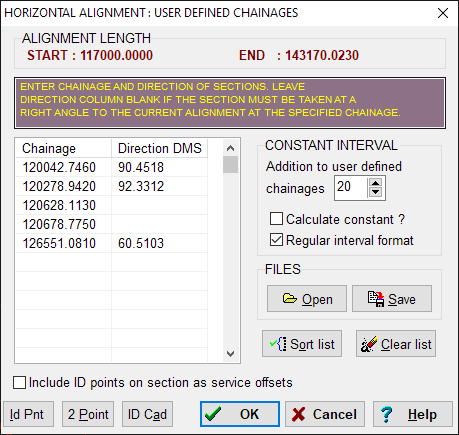 HORIZONTAL ALIGNMENT : USER DEFINED CHAINAGES
ALIGNMENT LENGTH
START : 117000.0000 END : 143170.0230
ENTER CHAINAGE AND DIRECTION OF SECTIONS. LEAVE
DIRECTION COLUMN BLANK IF THE SECTION MUST BE TAKEN AT A
RIGHT ANGLE TO THE CURRENT ALIGNMENT AT THE SPECIFIED CHAINAGE.
Chainage Direction DMS
120042.7460 90.4518
120278.9420 92.3312
120628.1130
120678.7750
126551.0810 60.5103
CONSTANT INTERVAL
Addition to user defined
chainages 20
Calculate constant ?
Regular interval format
FILES
Open Save
Sort list Clear list
Include ID points on section as service offsets
Id Pnt 2 Point ID Cad OK Cancel Help